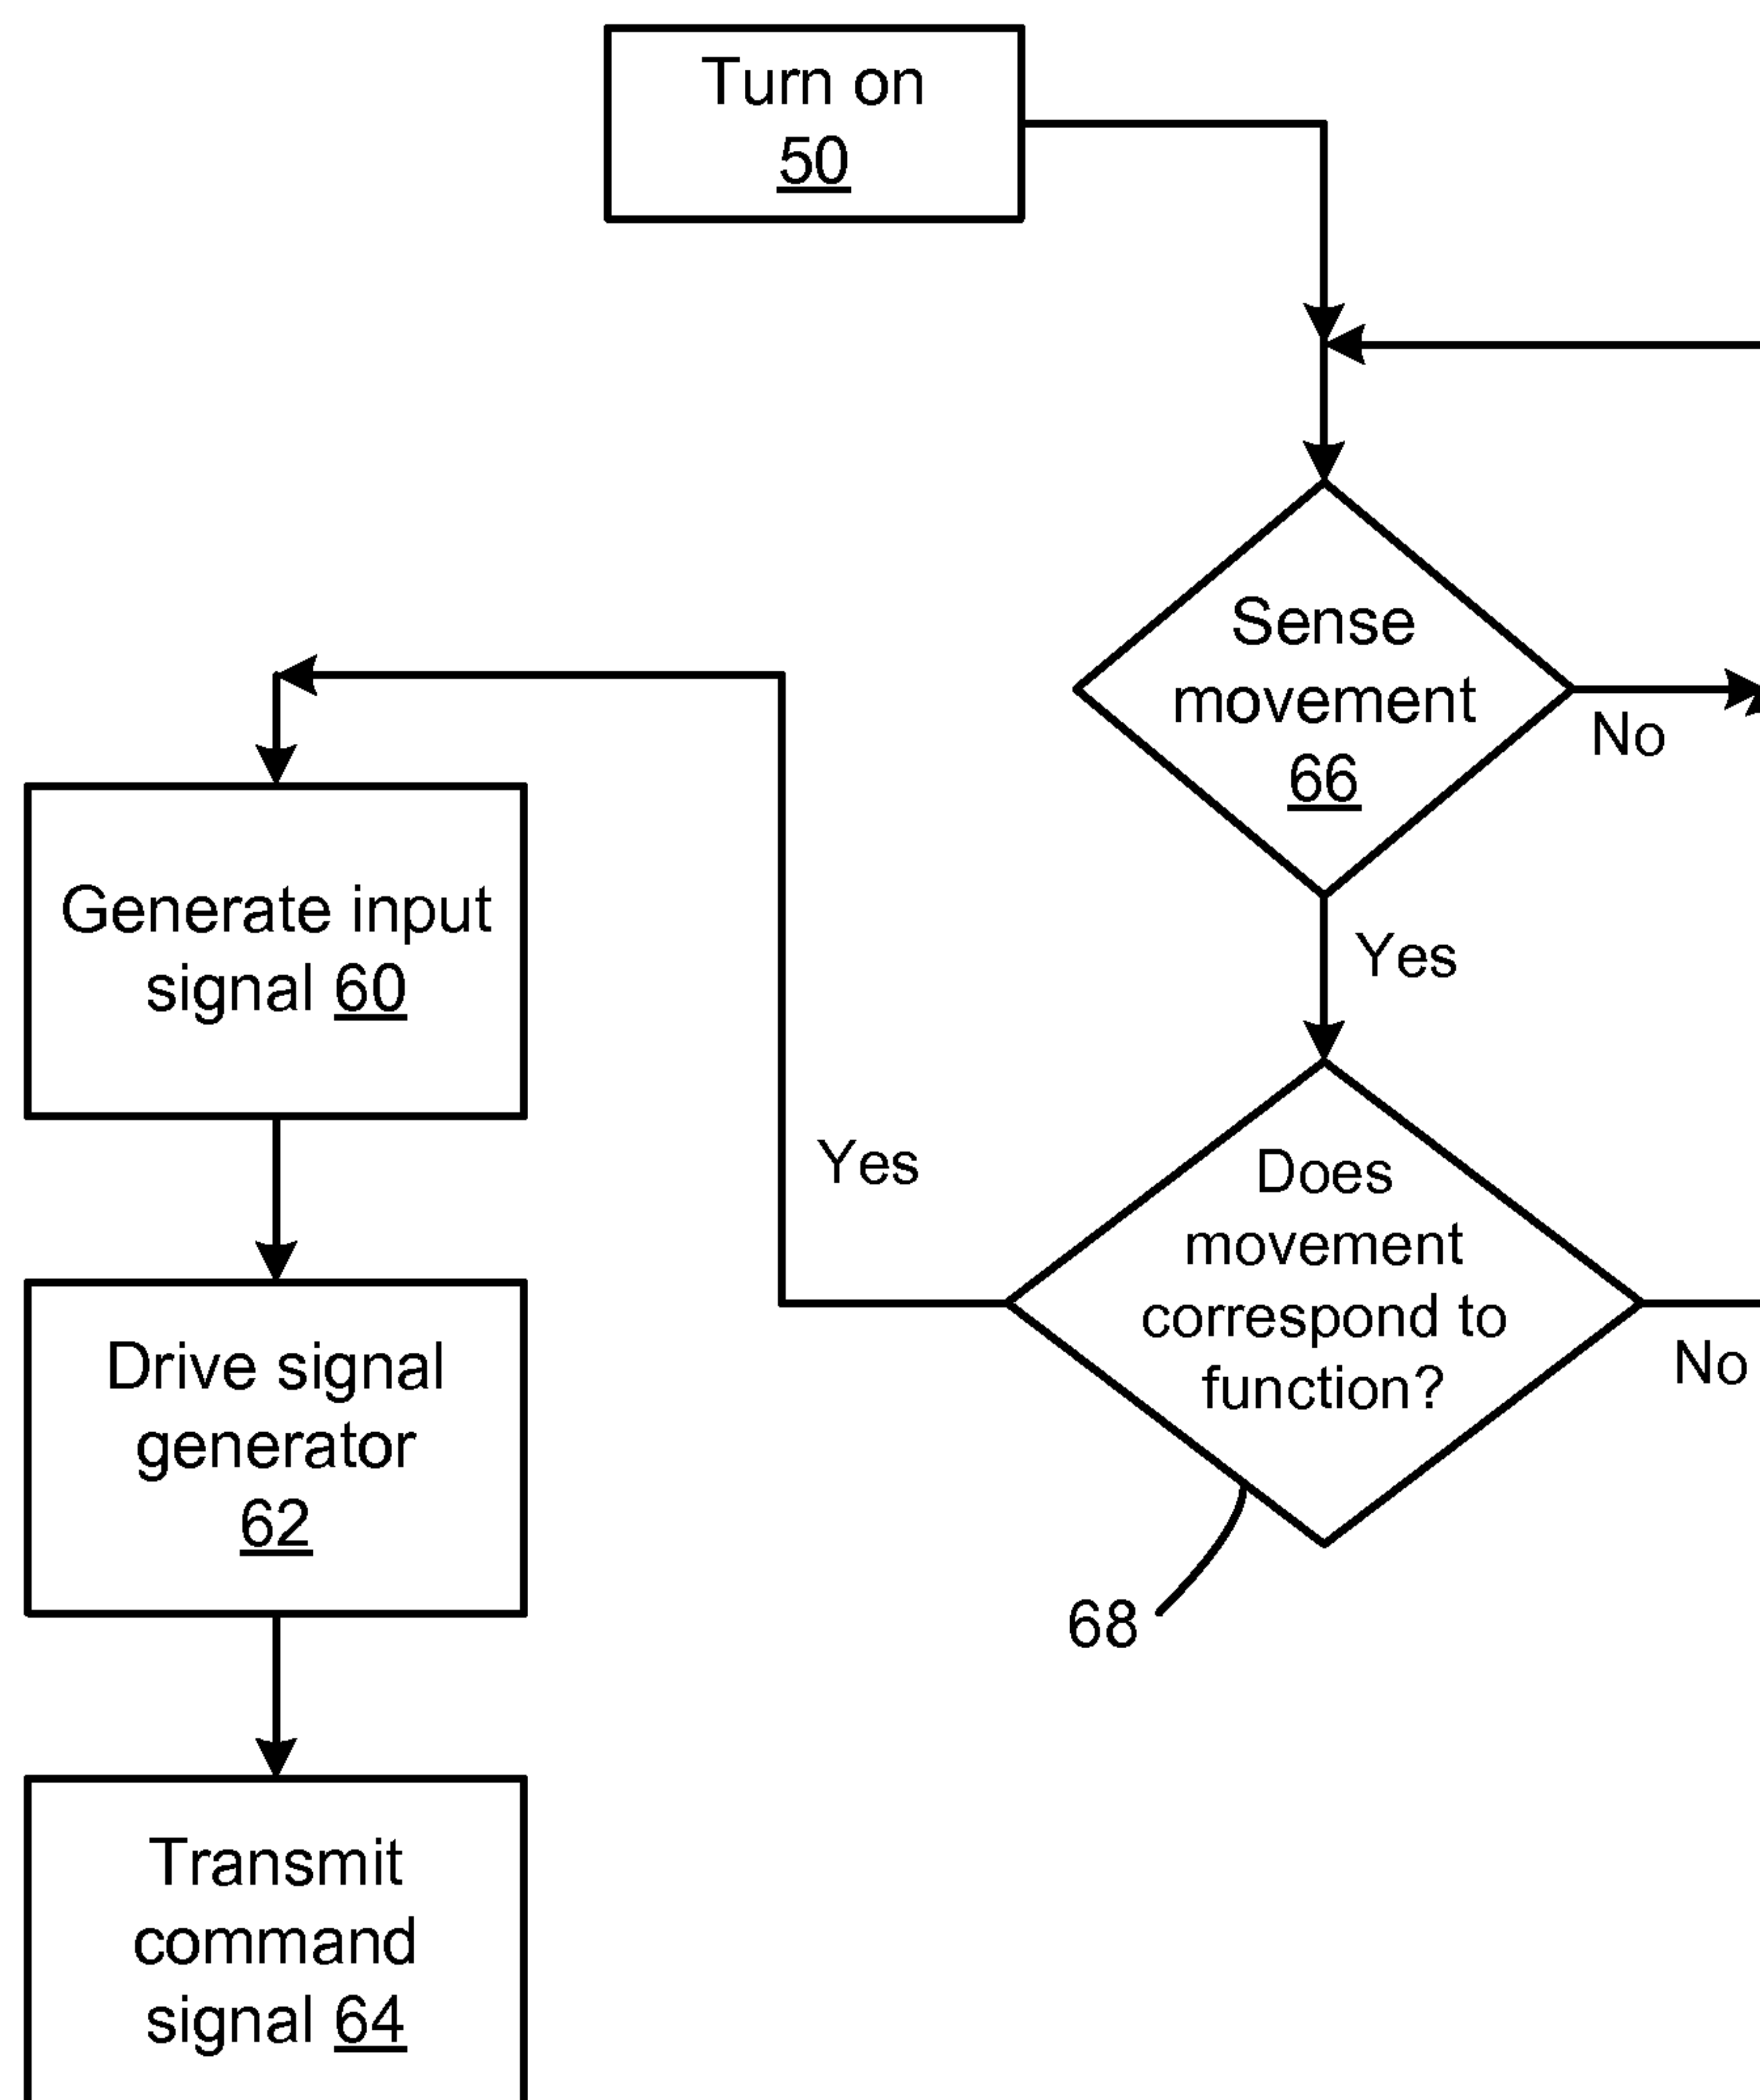 Turn on
50
Sense
movement
66
No
Yes
Does
movement
correspond to
function?
Yes
No
68
Generate input
signal 60
Drive signal
generator
62
Transmit
command
signal 64